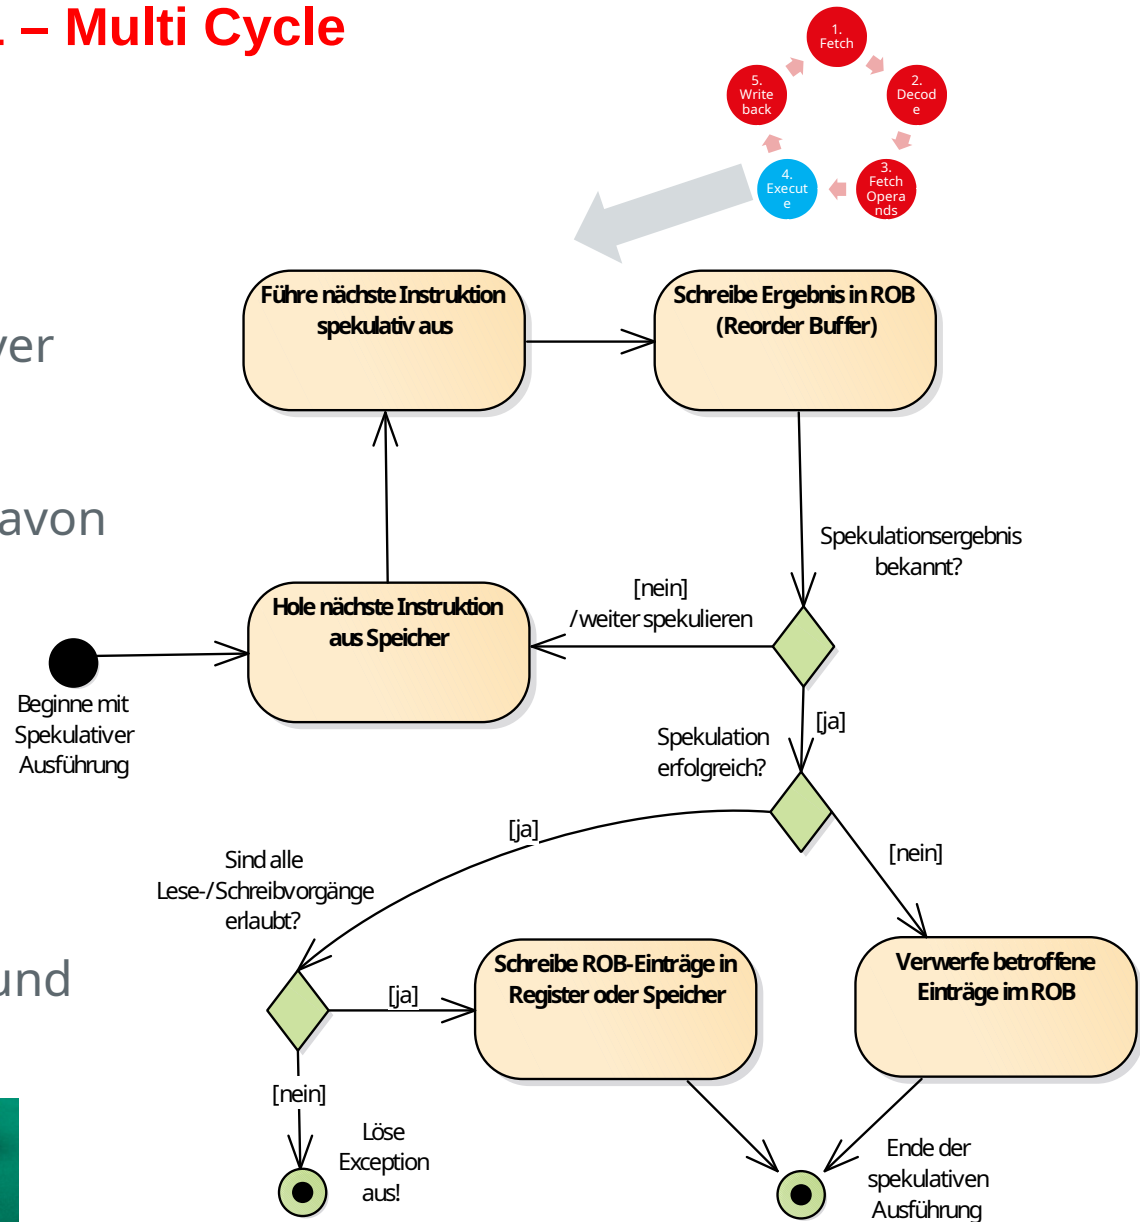 – Multi Cycle
1.
Fetch
2.
Decod
e
3.
Fetch
Opera
nds
4.
Execut
e
5.
Write
back
Führe nächste Instruktion
spekulativ aus
Schreibe Ergebnis in ROB
(Reorder Buffer)
ver
avon
Spekulationsergebnis
bekannt?
[nein]
/weiter spekulieren
Hole nächste Instruktion
aus Speicher
Beginne mit
Spekulativer
Ausführung
[ja]
Spekulation
erfolgreich?
[ja]
[nein]
Sind alle
Lese-/Schreibvorgänge
erlaubt?
und
[ja]
Schreibe ROB-Einträge in
Register oder Speicher
Verwerfe betroffene
Einträge im ROB
[nein]
Löse
Exception
aus!
Ende der
spekulativen
Ausführung